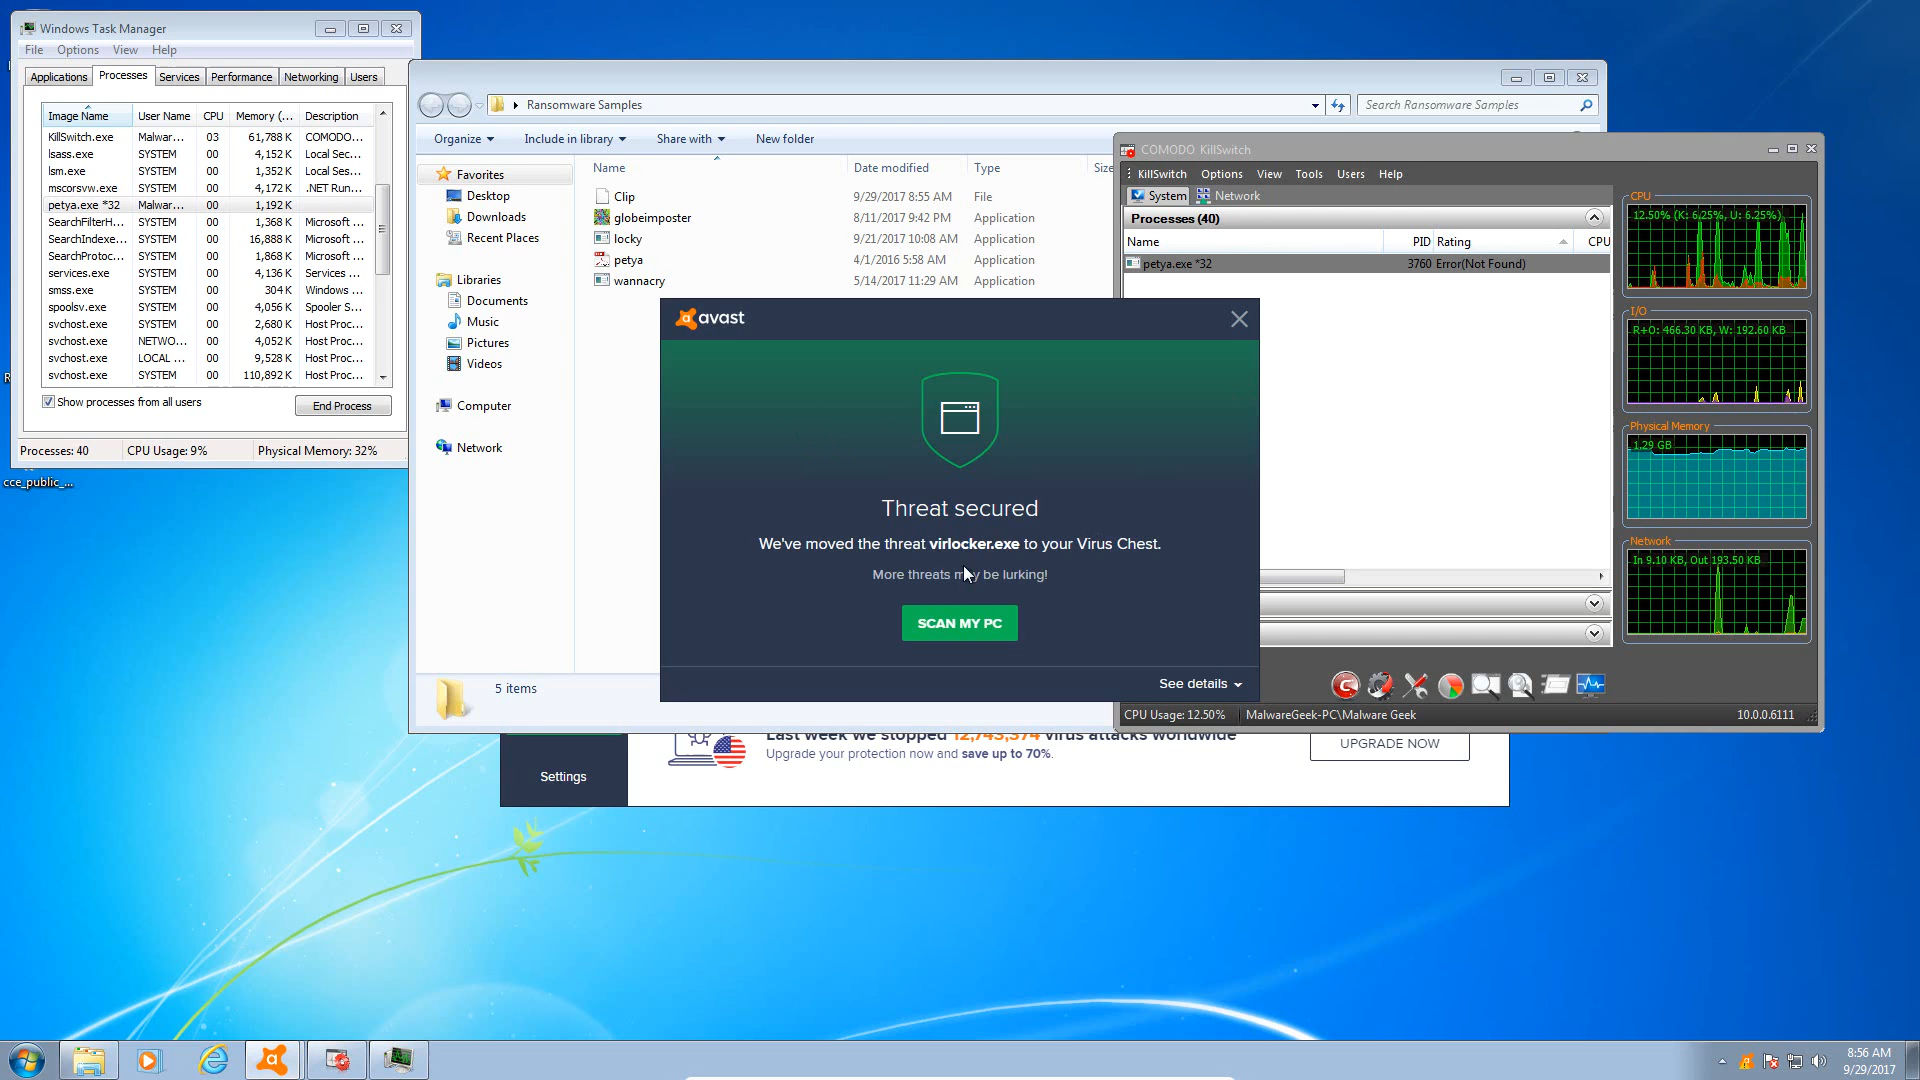 Windows Task Manager
File Options View Help
Applications Processes Services Performance Networking Users
Image Name User Name CPU Memory (... Description
KillSwitch.exe Malwar... 03 61,788 K COMODO...
lsass.exe SYSTEM 00 4,152 K Local Sec...
lsm.exe SYSTEM 00 1,352 K Local Ses...
mscorsvw.exe SYSTEM 00 4,172 K .NET Run...
petya.exe *32 Malwar... 00 1,192 K
SearchFilterH... SYSTEM 00 1,368 K Microsoft ...
SearchIndexe... SYSTEM 00 16,888 K Microsoft ...
SearchProtoc... SYSTEM 00 1,868 K Microsoft ...
services.exe SYSTEM 00 4,136 K Services ...
smss.exe SYSTEM 00 304 K Windows ...
spoolsv.exe SYSTEM 00 4,056 K Spooler S...
svchost.exe SYSTEM 00 2,680 K Host Proc...
svchost.exe NETWO... 00 4,052 K Host Proc...
svchost.exe LOCAL ... 00 9,528 K Host Proc...
svchost.exe SYSTEM 00 110,892 K Host Proc...
Show processes from all users End Process
Processes: 40 CPU Usage: 9% Physical Memory: 32%
cce_public_...
Ransomware Samples Search Ransomware Samples
Organize Include in library Share with New folder
Favorites
Desktop
Downloads
Recent Places
Libraries
Documents
Music
Pictures
Videos
Computer
Network
Name Date modified Type Size
Clip 9/29/2017 8:55 AM File
globeimposter 8/11/2017 9:42 PM Application
locky 9/21/2017 10:08 AM Application
petya 4/1/2016 5:58 AM Application
wannacry 5/14/2017 11:29 AM Application
5 items
avast
Threat secured
We've moved the threat virlocker.exe to your Virus Chest.
More threats may be lurking!
SCAN MY PC
See details
COMODO KillSwitch
KillSwitch Options View Tools Users Help
System Network
Processes (40)
Name PID Rating CPU
petya.exe *32 3760 Error(Not Found)
CPU
12.50% (K: 6.25%, U: 6.25%)
I/O
R+O: 466.30 KB, W: 192.60 KB
Physical Memory
1.29 GB
Network
In 9.10 KB, Out 193.50 KB
CPU Usage: 12.50% MalwareGeek-PC\Malware Geek 10.0.0.6111
Last week we stopped 12,743,374 virus attacks worldwide
Upgrade your protection now and save up to 70%.
UPGRADE NOW
Settings
8:56 AM
9/29/2017